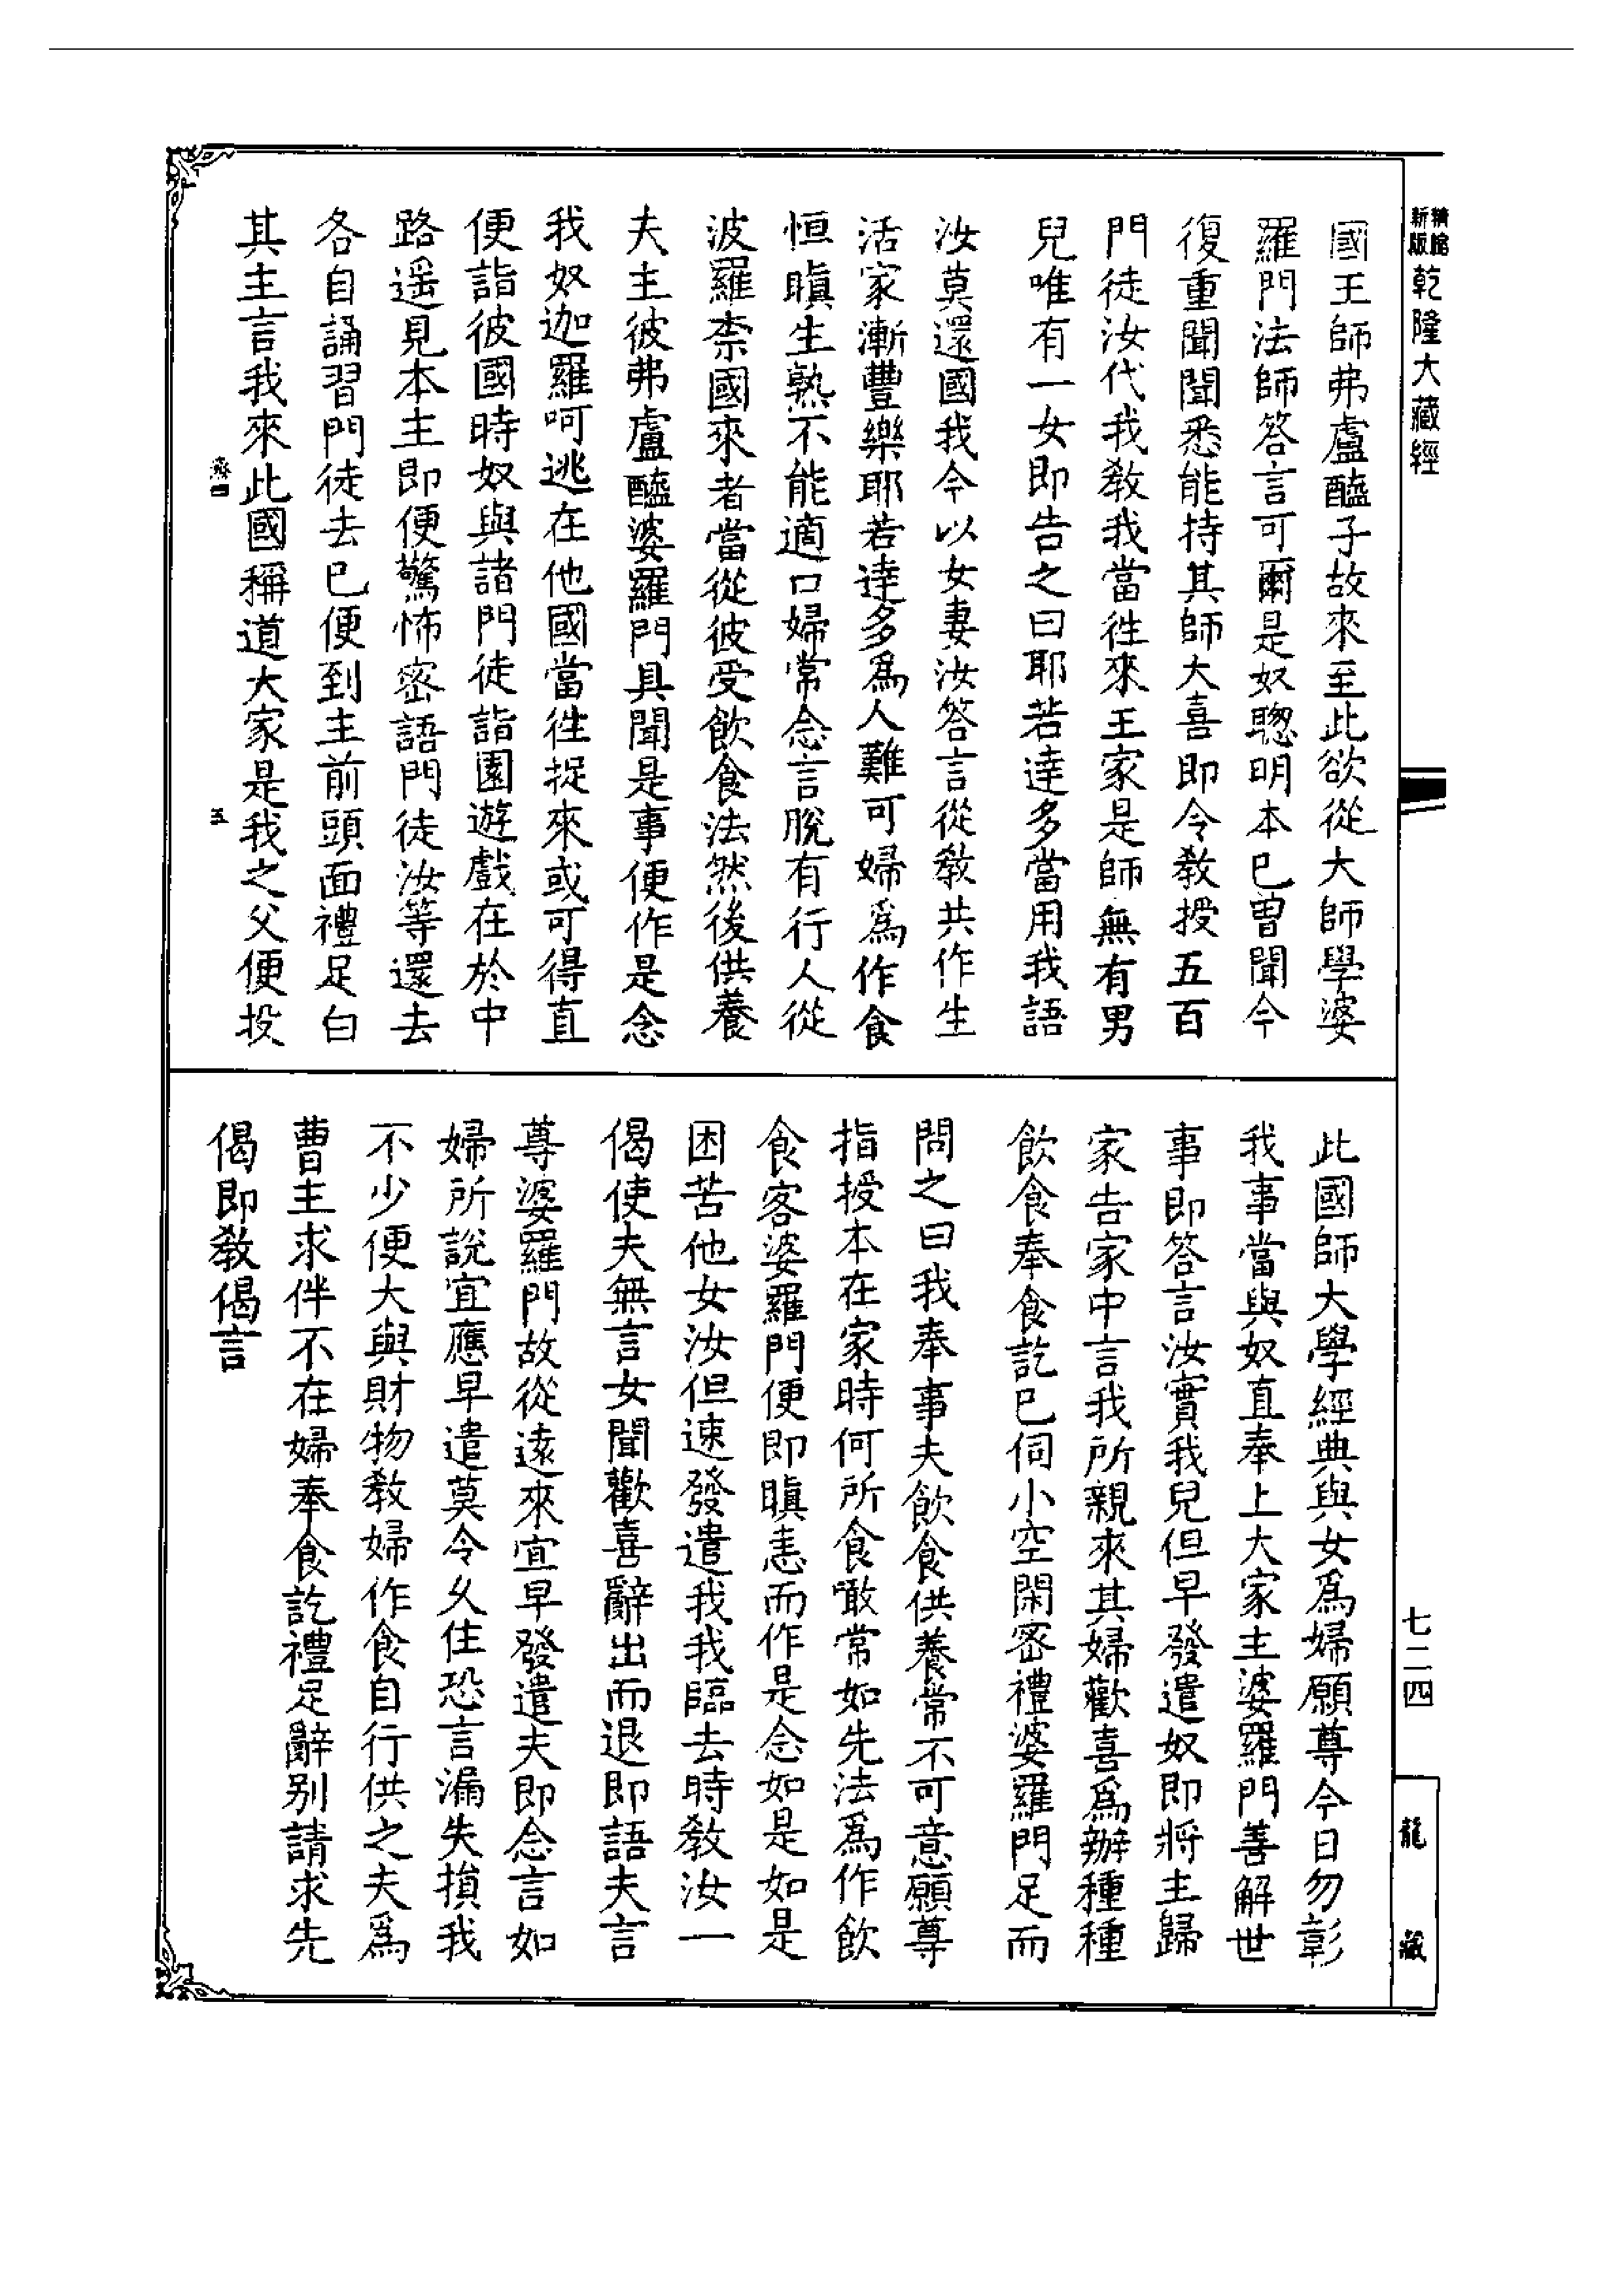 精縮新版乾隆大藏經
國王師弗盧醯子故來至此欲從大師學婆
羅門法師答言可爾是奴聰明本已曾聞今
復重聞聞悉能持其師大喜即令教授五百
門徒汝代我教我當往來王家是師無有男
兒唯有一女即告之曰耶若達多當用我語
汝莫還國我今以女妻汝答言從教共作生
活家漸豐樂耶若達多為人難可婦為作食
恒瞋生熟不能適口婦常念言脫有行人從
波羅柰國來者當從彼受飲食法然後供養
夫主彼弗盧醯婆羅門具聞是事便作是念
我奴迦羅呵逃在他國當往捉來或可得直
便詣彼國時奴與諸門徒詣園遊戲在於中
路遥見本主即便驚怖密語門徒汝等還去
各自誦習門徒去已便到主前頭面禮足白
其主言我來此國稱道大家是我之父便投
五
此國師大學經典與女為婦願尊今日勿彰
我事當與奴直奉上大家主婆羅門善解世
事即答言汝實我兒但早發遣奴即將主歸
家告家中言我所親來其婦歡喜為辦種種
飲食奉食訖已伺小空閑密禮婆羅門足而
問之曰我奉事夫飲食供養常不可意願尊
指授本在家時何所食噉常如先法為作飲
食客婆羅門便即瞋恚而作是念如是如是
困苦他女汝但速發遣我我臨去時教汝一
偈使夫無言女聞歡喜辭出而退即語夫言
尊婆羅門故從遠來宜早發遣夫即念言如
婦所說宜應早遣莫令久住恐言漏失損我
不少便大與財物教婦作食自行供之夫為
曹主求伴不在婦奉食訖禮足辭別請求先
偈即教偈言
七二四
龍藏